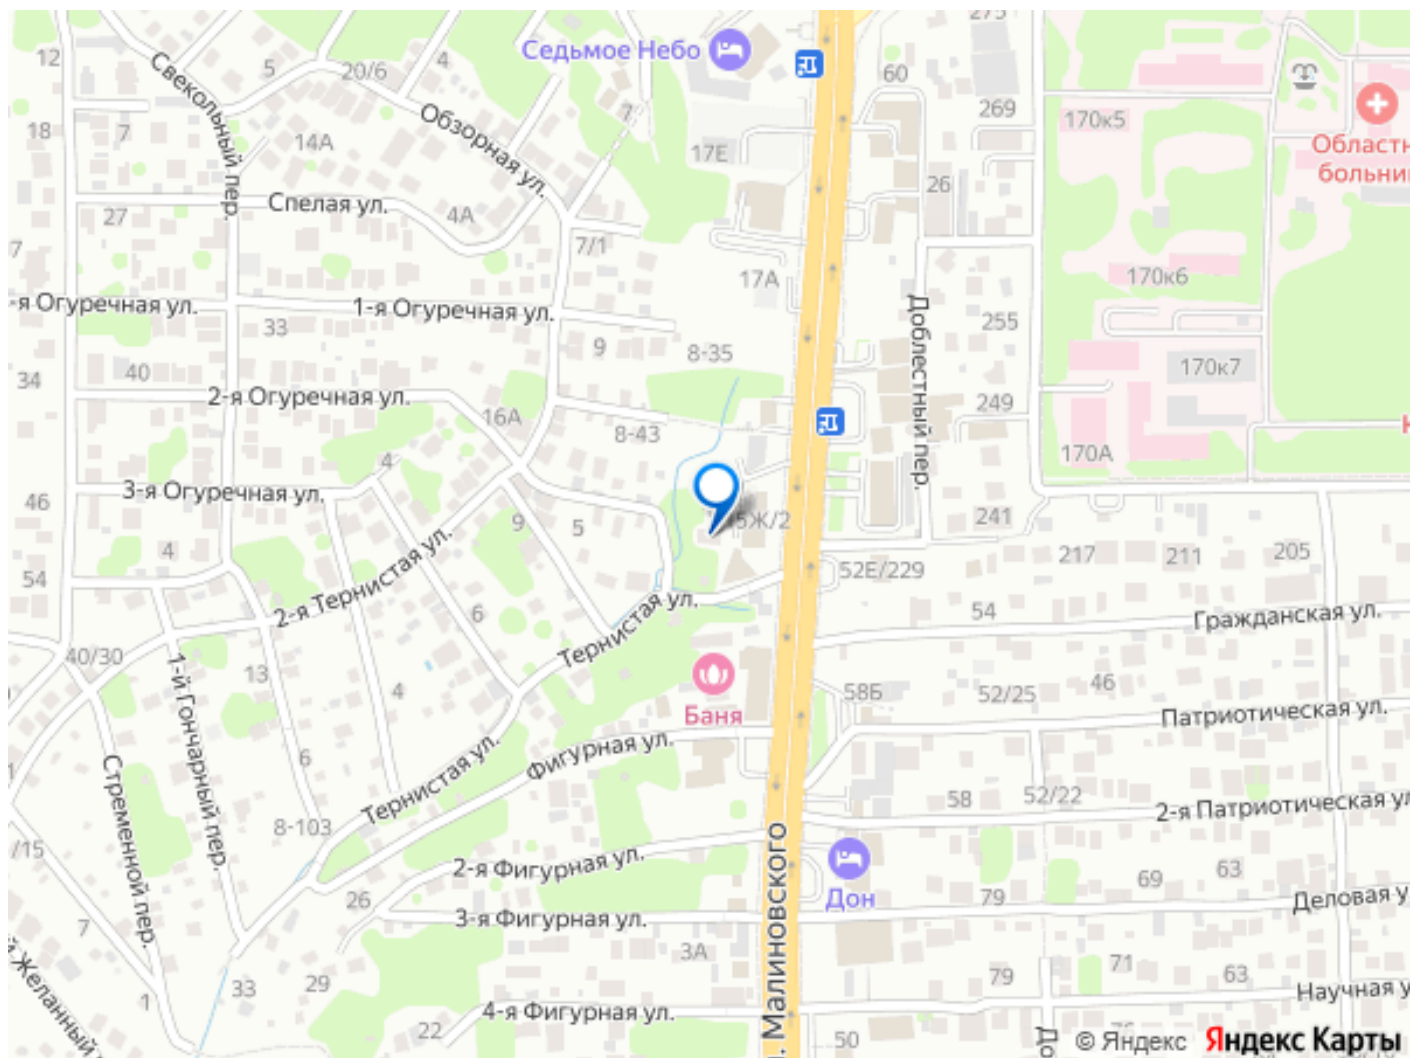 275
Седьмое Небо
12
5
20/6
4
60
Свекольный пер.
Обзорная ул.
7
269
170к5
18
7
14А
17Е
Областн
больни
26
Спелая ул.
27
4А
7/1
7
17А
170к6
-я Огуречная ул.
1-я Огуречная ул.
33
255
Доблестный пер.
9
8-35
34
40
170к7
2-я Огуречная ул.
16А
249
8-43
170А
4
3-я Огуречная ул.
46
9
5
5Ж/2
241
4
217
211
205
54
52Е/229
2-я Тернистая ул.
6
Тернистая ул.
54
Гражданская ул.
40/30
1-й Гончарный пер.
13
4
58Б
52/25
46
Баня
Патриотическая ул.
Фигурная ул.
Стременной пер.
6
Тернистая ул.
58
52/22
2-я Патриотическая ул
8-103
/15
2-я Фигурная ул.
Дон
69
63
26
79
Деловая у
3-я Фигурная ул.
7
Малиновского
3А
71
63
79
29
33
Научная у
1
й Желанный
4-я Фигурная ул.
22
50
До
© Яндекс Яндекс Карты